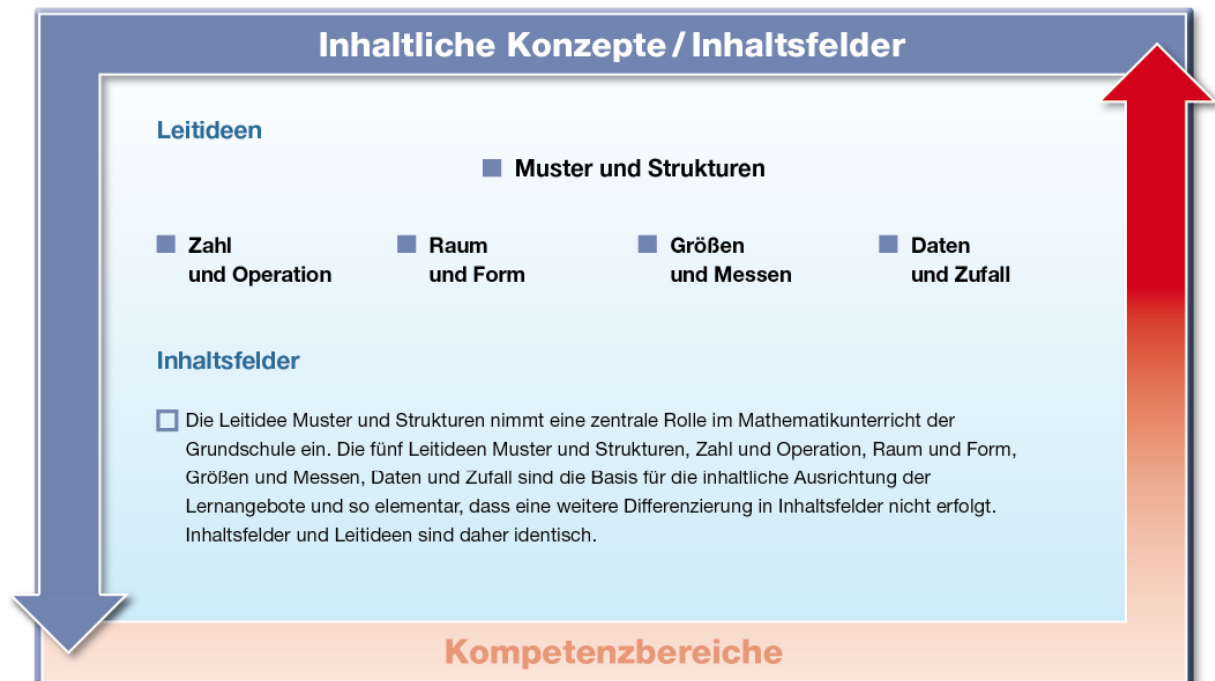 Inhaltliche Konzepte / Inhaltsfelder
Leitideen
Muster und Strukturen
Zahl
und Operation
Raum
und Form
Größen
und Messen
Daten
und Zufall
Inhaltsfelder
Die Leitidee Muster und Strukturen nimmt eine zentrale Rolle im Mathematikunterricht der
Grundschule ein. Die fünf Leitideen Muster und Strukturen, Zahl und Operation, Raum und Form,
Größen und Messen, Daten und Zufall sind die Basis für die inhaltliche Ausrichtung der
Lernangebote und so elementar, dass eine weitere Differenzierung in Inhaltsfelder nicht erfolgt.
Inhaltsfelder und Leitideen sind daher identisch.
Kompetenzbereiche